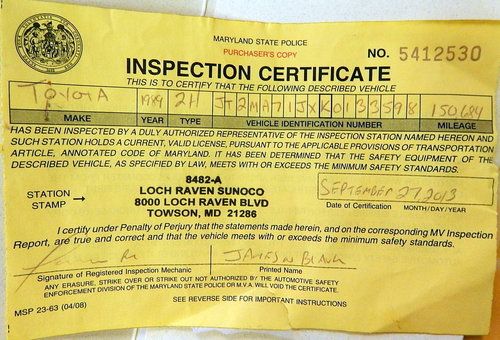 MARYLAND STATE POLICE
PURCHASER'S COPY
NO. 5412530
INSPECTION CERTIFICATE
THIS IS TO CERTIFY THAT THE FOLLOWING DESCRIBED VEHICLE
TOYOTA 1989 2H
MAKE YEAR TYPE VEHICLE IDENTIFICATION NUMBER MILEAGE
HAS BEEN INSPECTED BY A DULY AUTHORIZED REPRESENTATIVE OF THE INSPECTION STATION NAMED HEREON AND
SUCH STATION HOLDS A CURRENT, VALID LICENSE, PURSUANT TO THE APPLICABLE PROVISIONS OF TRANSPORTATION
ARTICLE, ANNOTATED CODE OF MARYLAND. IT HAS BEEN DETERMINED THAT THE SAFETY EQUIPMENT OF THE
DESCRIBED VEHICLE, AS SPECIFIED BY LAW, MEETS WITH OR EXCEEDS THE MINIMUM SAFETY STANDARDS.
STATION
STAMP →
8482-A
LOCH RAVEN SUNOCO
8000 LOCH RAVEN BLVD
TOWSON, MD 21286
SEPTEMBER 27 2013
Date of Certification MONTH/DAY/YEAR
I certify under Penalty of Perjury that the statements made herein, and on the corresponding MV Inspection
Report, are true and correct and that the vehicle meets with or exceeds the minimum safety standards.
Signature of Registered Inspection Mechanic Printed Name
ANY ERASURE, STRIKE OVER OR STRIKE OUT NOT AUTHORIZED BY THE AUTOMOTIVE SAFETY
ENFORCEMENT DIVISION OF THE MARYLAND STATE POLICE OR M.V.A. WILL VOID THE CERTIFICATE.
MSP 23-63 (04/08)
SEE REVERSE SIDE FOR IMPORTANT INSTRUCTIONS